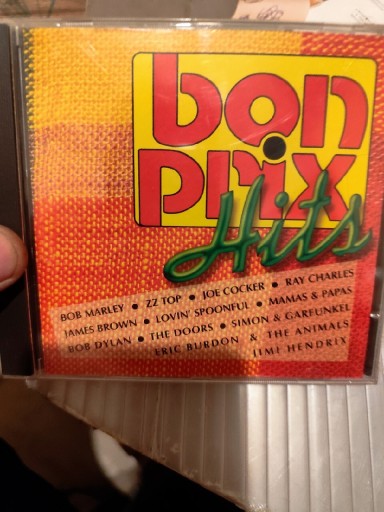 bon
prix
Hits
BOB MARLEY • ZZ TOP • JOE COCKER • RAY CHARLES
JAMES BROWN • LOVIN' SPOONFUL • MAMAS & PAPAS
BOB DYLAN • THE DOORS • SIMON & GARFUNKEL
ERIC BURDON & THE ANIMALS
JIMI HENDRIX